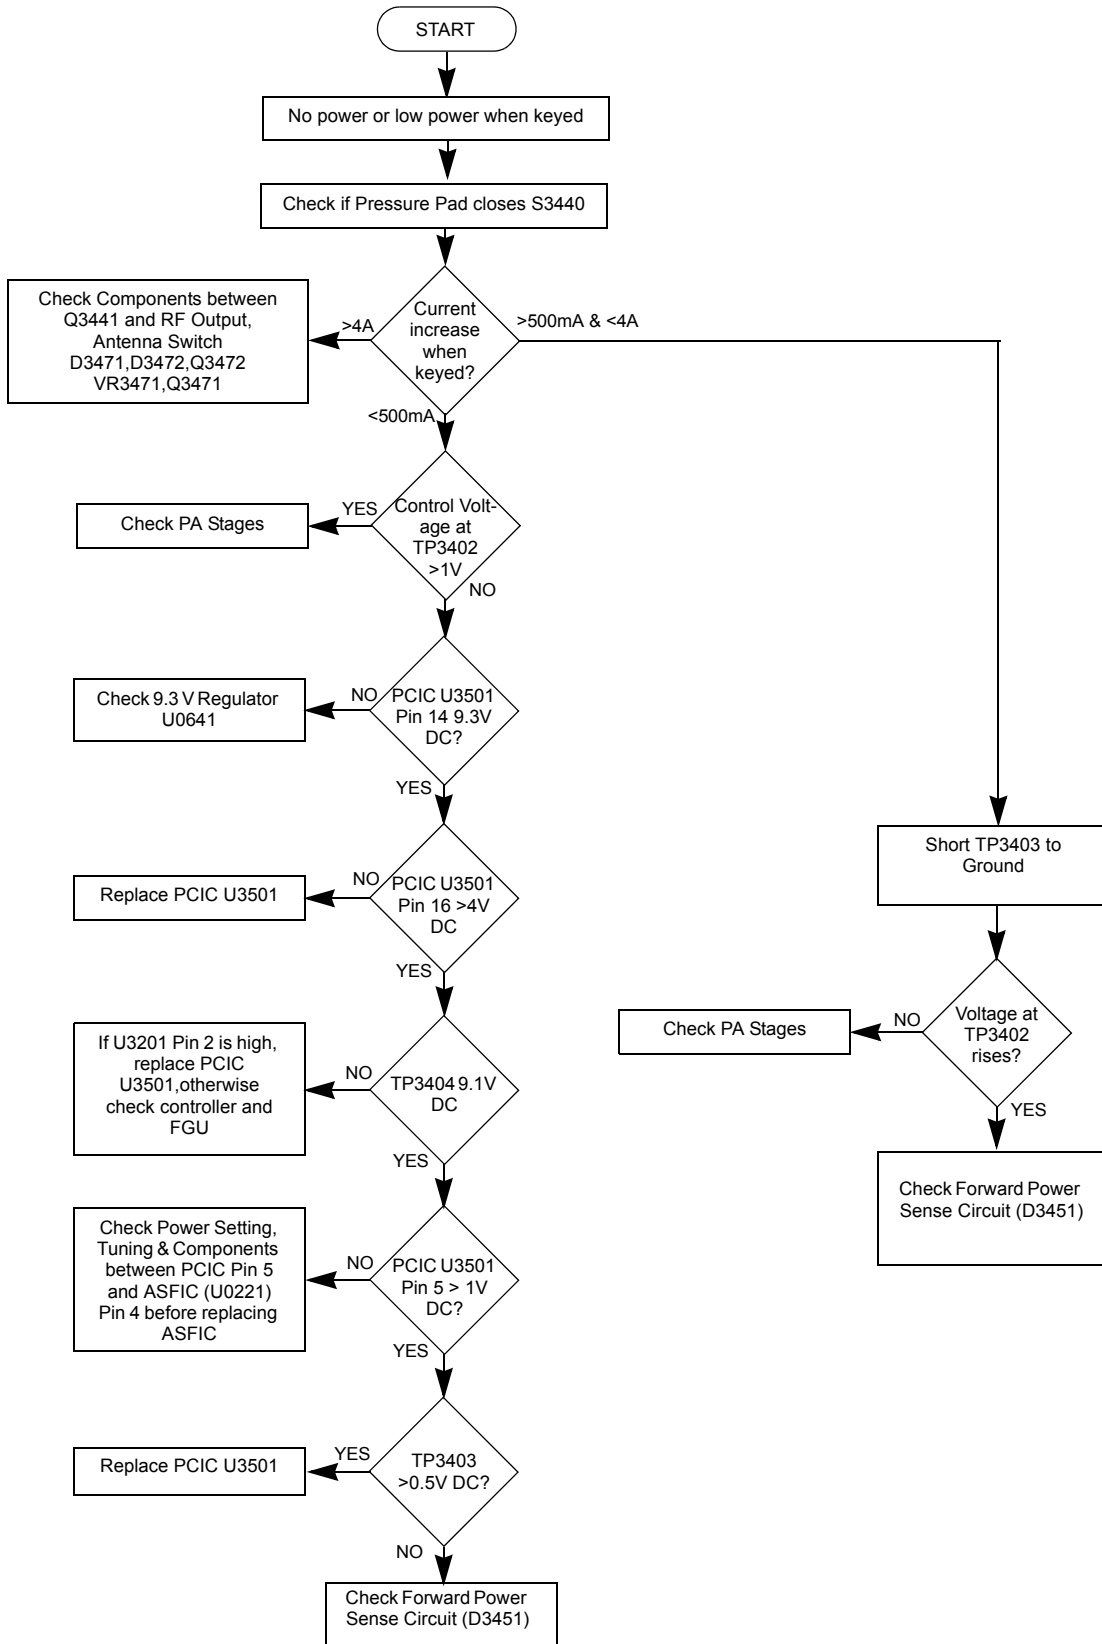 START
No power or low power when keyed
Check if Pressure Pad closes S3440
Current
increase
when
keyed?
>4A
Check Components between
Q3441 and RF Output,
Antenna Switch
D3471,D3472,Q3472
VR3471,Q3471
>500mA & <4A
<500mA
Control Volt-
age at
TP3402
>1V
YES
Check PA Stages
NO
PCIC U3501
Pin 14 9.3V
DC?
NO
Check 9.3 V Regulator
U0641
YES
PCIC U3501
Pin 16 >4V
DC
NO
Replace PCIC U3501
YES
TP3404 9.1V
DC
NO
If U3201 Pin 2 is high,
replace PCIC
U3501,otherwise
check controller and
FGU
YES
PCIC U3501
Pin 5 > 1V
DC?
NO
Check Power Setting,
Tuning & Components
between PCIC Pin 5
and ASFIC (U0221)
Pin 4 before replacing
ASFIC
YES
TP3403
>0.5V DC?
YES
Replace PCIC U3501
NO
Check Forward Power
Sense Circuit (D3451)
Short TP3403 to
Ground
Voltage at
TP3402
rises?
NO
Check PA Stages
YES
Check Forward Power
Sense Circuit (D3451)